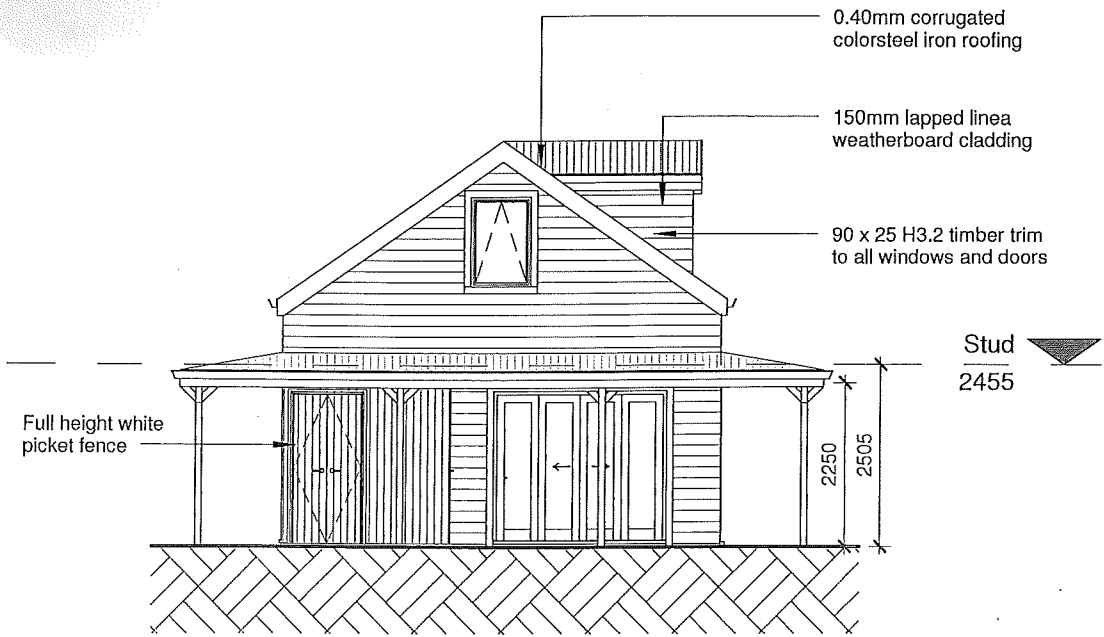 0.40mm corrugated
colorsteel iron roofing
150mm lapped linea
weatherboard cladding
90 x 25 H3.2 timber trim
to all windows and doors
Stud
2455
Full height white
picket fence
2250
2505